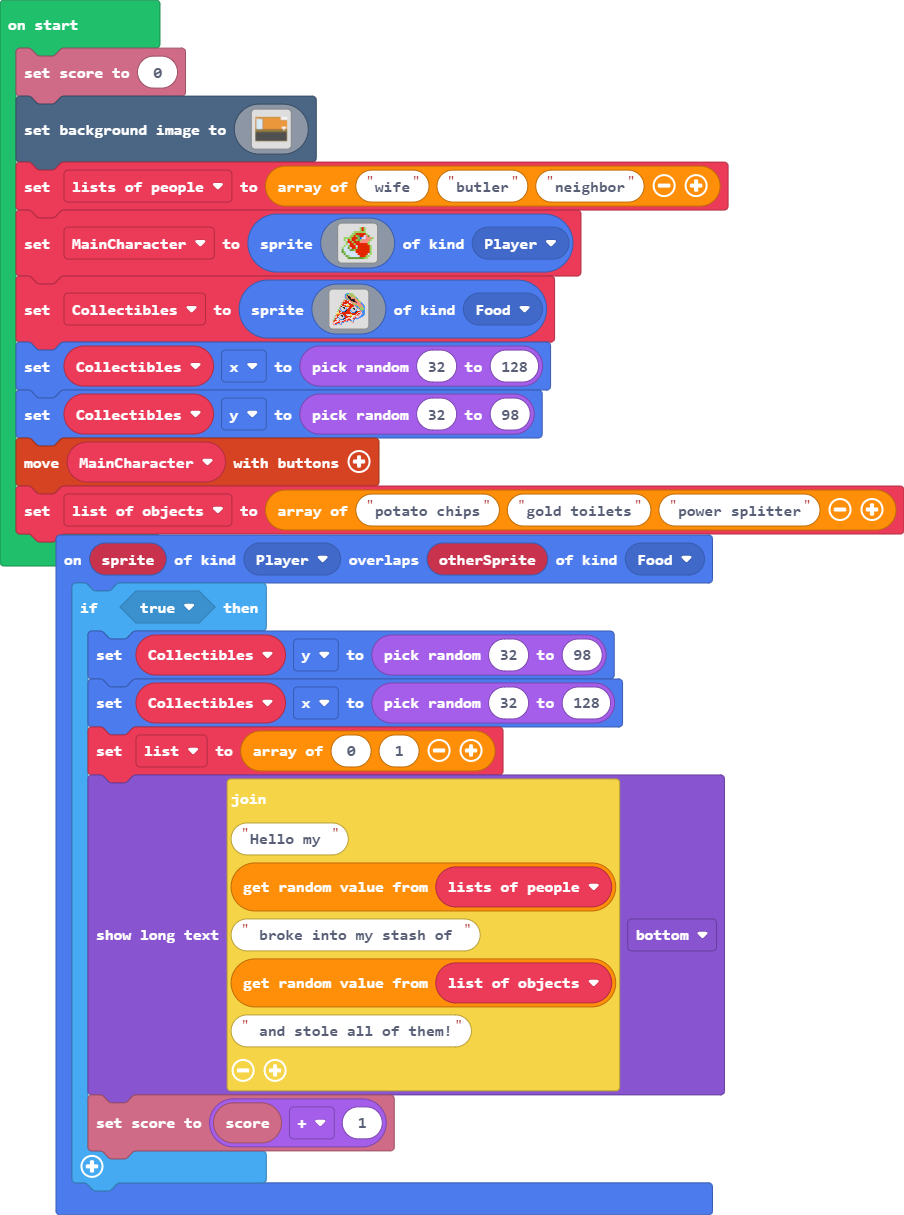 on start
set score to 0
set background image to
set lists of people to array of "wife" "butler" "neighbor"
set MainCharacter to sprite of kind Player
set Collectibles to sprite of kind Food
set Collectibles x to pick random 32 to 128
set Collectibles y to pick random 32 to 98
move MainCharacter with buttons
set list of objects to array of "potato chips" "gold toilets" "power splitter"
on sprite of kind Player overlaps otherSprite of kind Food
if true then
set Collectibles y to pick random 32 to 98
set Collectibles x to pick random 32 to 128
set list to array of 0 1
join
"Hello my "
get random value from lists of people
show long text " broke into my stash of " bottom
get random value from list of objects
" and stole all of them!"
set score to score + 1